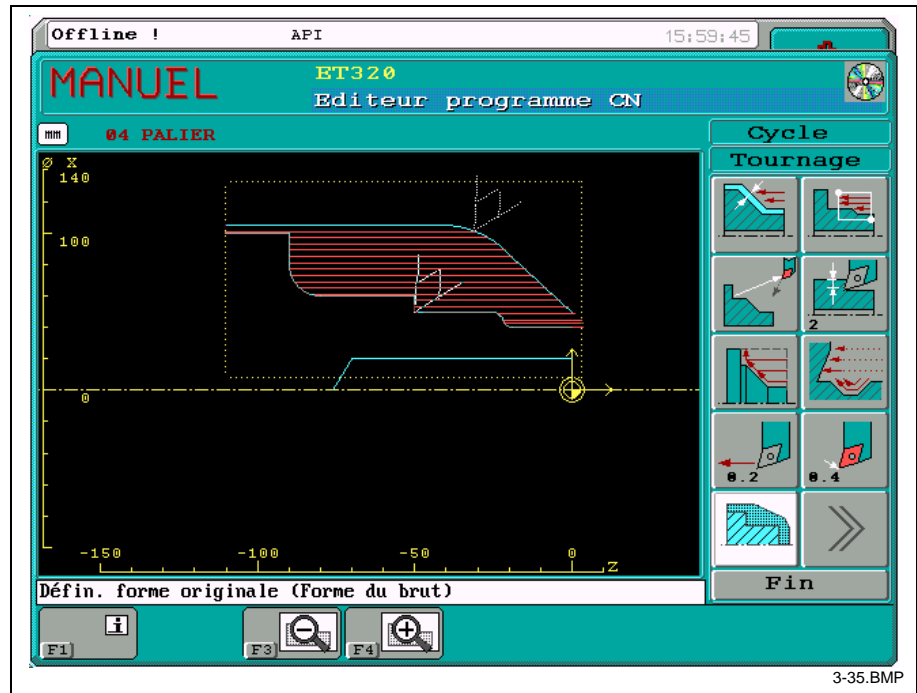 Offline ! API 15:59:45
MANUEL
ET320
Editeur programme CN
mm 04 PALIER
Cycle
Tournage
Ø X
140
100
0
-150 -100 -50 0 Z
2
0.2 0.4
Fin
Défin. forme originale (Forme du brut)
F1 i F3 F4
3-35.BMP